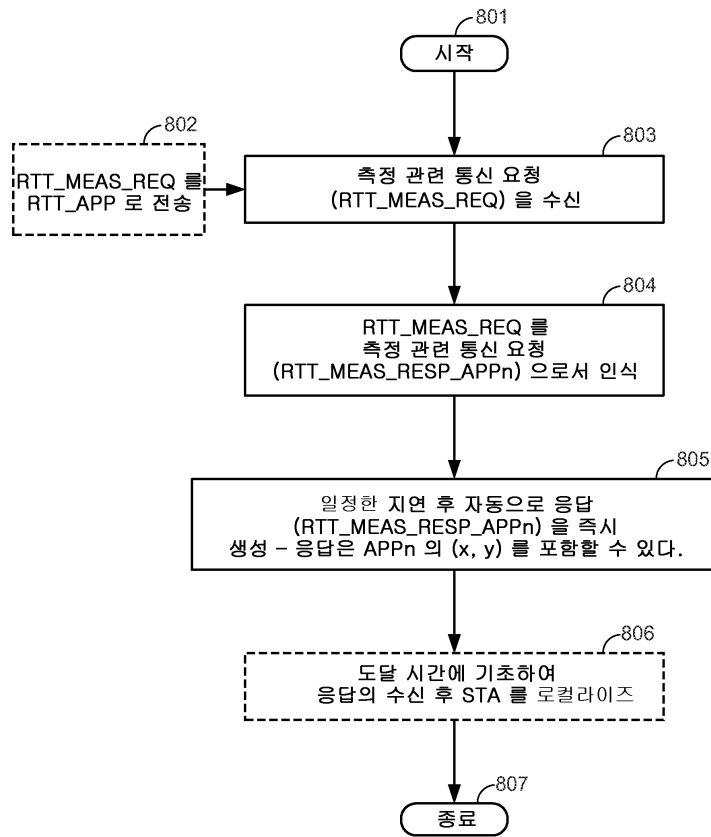 801
시작
802
RTT_MEAS_REQ 를
RTT_APP 로 전송
803
측정 관련 통신 요청
(RTT_MEAS_REQ) 을 수신
804
RTT_MEAS_REQ 를
측정 관련 통신 요청
(RTT_MEAS_RESP_APPn) 으로서 인식
805
일정한 지연 후 자동으로 응답
(RTT_MEAS_RESP_APPn) 을 즉시
생성 – 응답은 APPn 의 (x, y) 를 포함할 수 있다.
806
도달 시간에 기초하여
응답의 수신 후 STA 를 로컬라이즈
807
종료